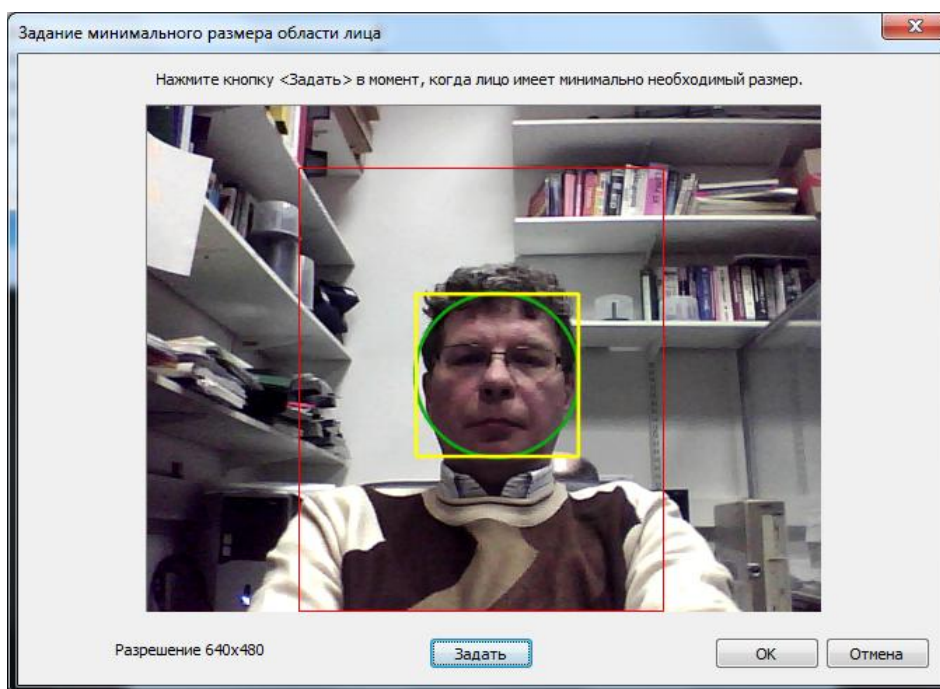 Задание минимального размера области лица
Нажмите кнопку <Задать> в момент, когда лицо имеет минимально необходимый размер.
Разрешение 640x480
Задать
OK
Отмена